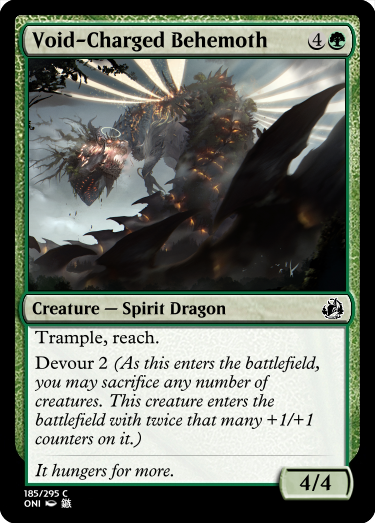 Void-Charged Behemoth 4
Creature — Spirit Dragon
Trample, reach.
Devour 2 (As this enters the battlefield,
you may sacrifice any number of
creatures. This creature enters the
battlefield with twice that many +1/+1
counters on it.)
It hungers for more.
4/4
185/295 C
ONI